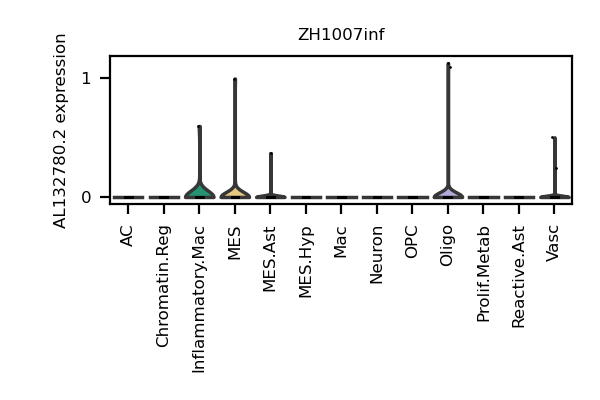 ZH1007inf
AL132780.2 expression
1
0
AC
Chromatin.Reg
Inflammatory.Mac
MES
MES.Ast
MES.Hyp
Mac
Neuron
OPC
Oligo
Prolif.Metab
Reactive.Ast
Vasc